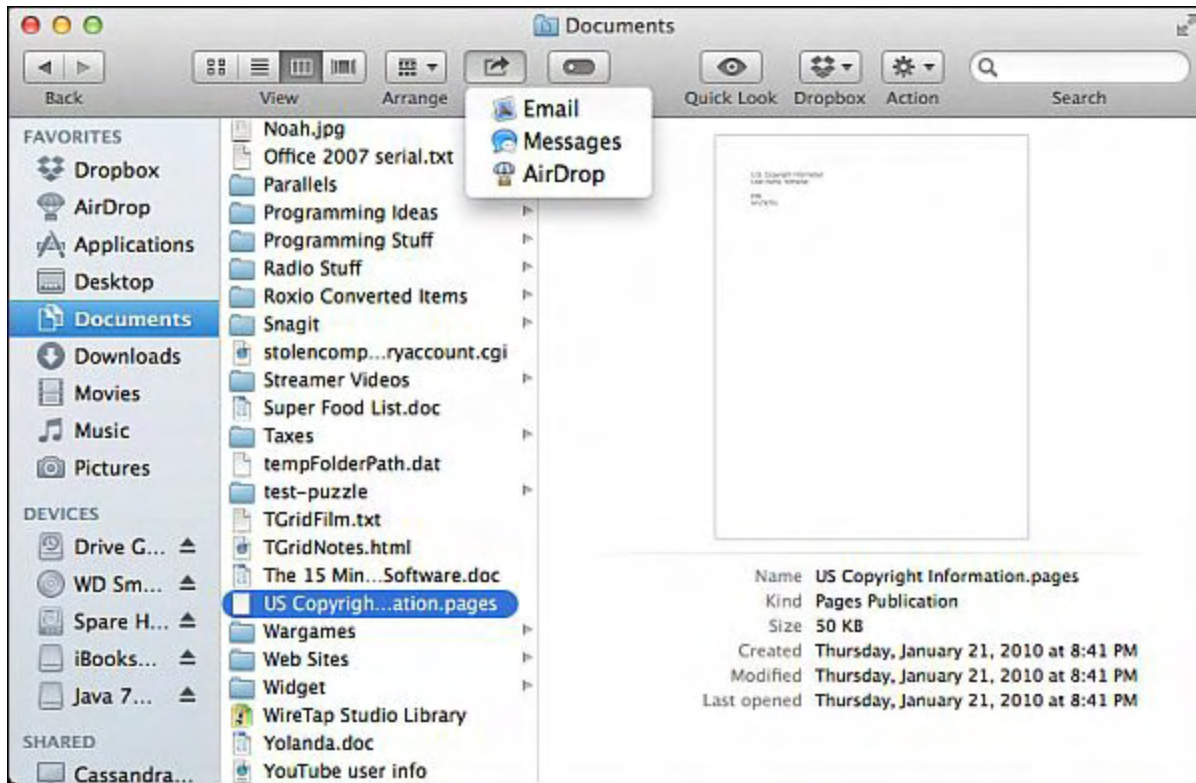 Documents
Back
View
Arrange
Quick Look
Dropbox
Action
Search
Email
Messages
AirDrop
FAVORITES
Dropbox
AirDrop
Applications
Desktop
Documents
Downloads
Movies
Music
Pictures
DEVICES
Drive G...
WD Sm...
Spare H...
iBooks...
Java 7...
SHARED
Cassandra...
Noah.jpg
Office 2007 serial.txt
Parallels
Programming Ideas
Programming Stuff
Radio Stuff
Roxio Converted Items
Snagit
stolencomp...ryaccount.cgi
Streamer Videos
Super Food List.doc
Taxes
tempFolderPath.dat
test-puzzle
TGridFilm.txt
TGridNotes.html
The 15 Min...Software.doc
US Copyrigh...ation.pages
Wargames
Web Sites
Widget
WireTap Studio Library
Yolanda.doc
YouTube user info
Name US Copyright Information.pages
Kind Pages Publication
Size 50 KB
Created Thursday, January 21, 2010 at 8:41 PM
Modified Thursday, January 21, 2010 at 8:41 PM
Last opened Thursday, January 21, 2010 at 8:41 PM